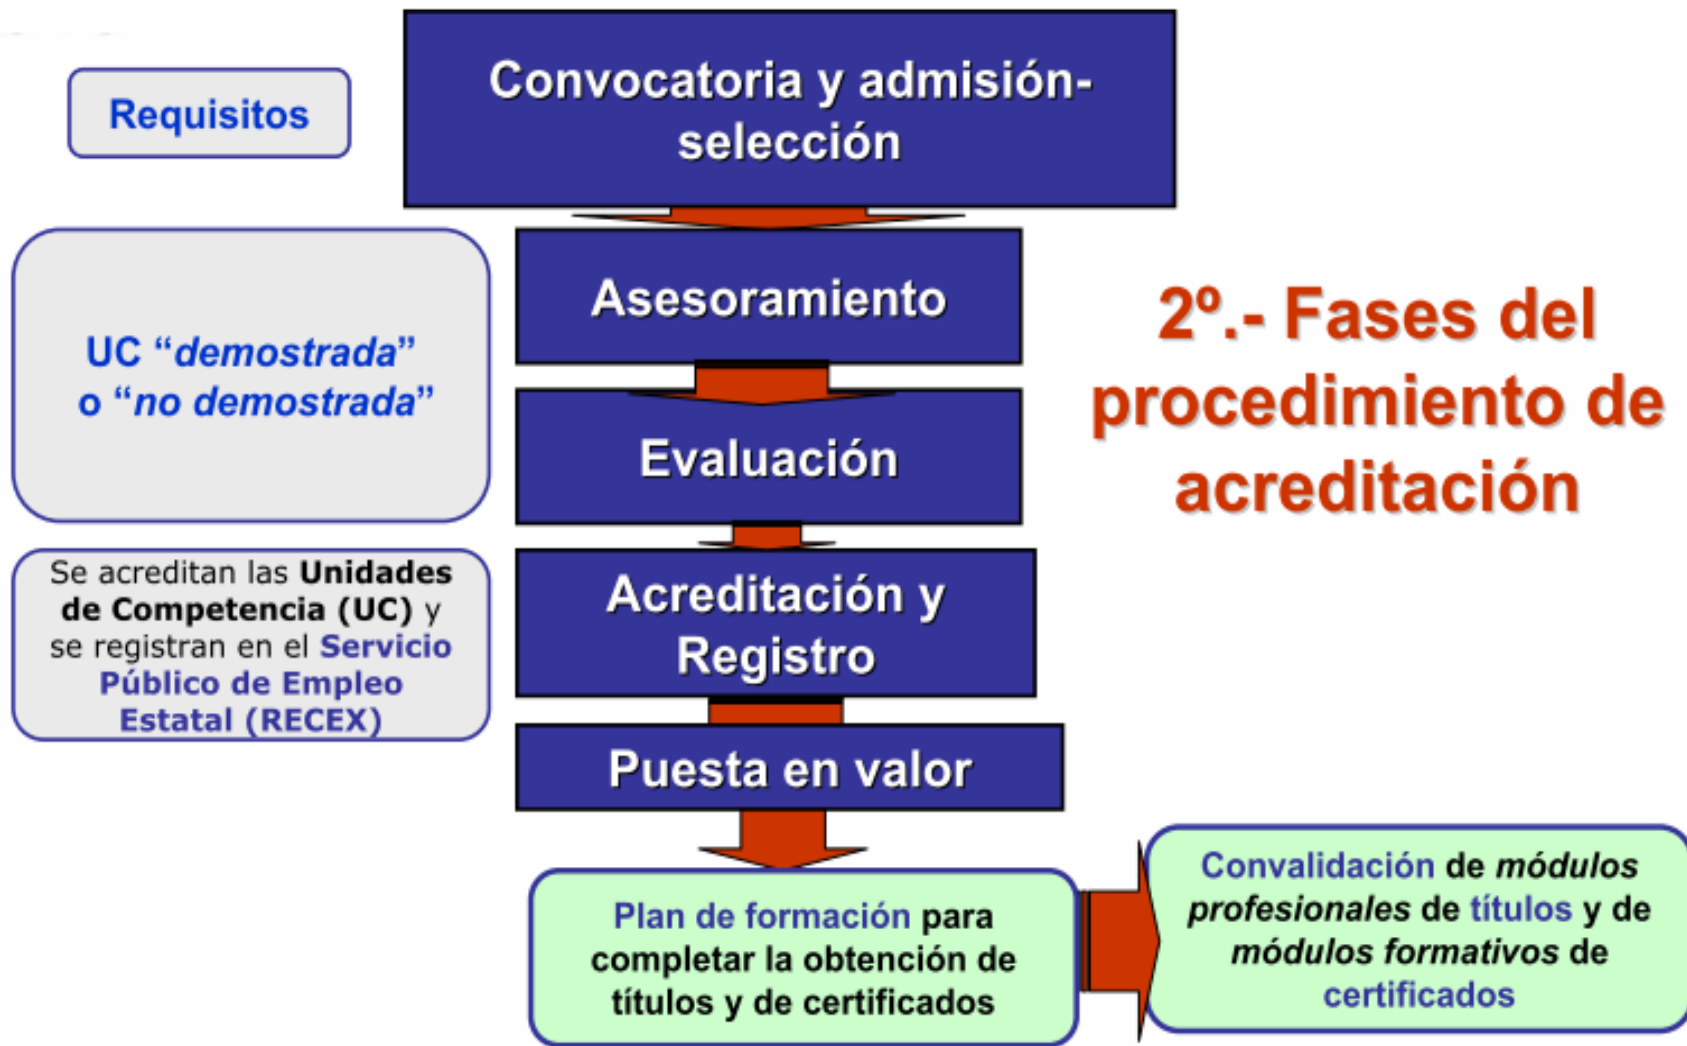 Convocatoria y admisión-
selección
Requisitos
Asesoramiento
UC “demostrada”
o “no demostrada”
2º.- Fases del
procedimiento de
acreditación
Evaluación
Se acreditan las Unidades
de Competencia (UC) y
se registran en el Servicio
Público de Empleo
Estatal (RECEX)
Acreditación y
Registro
Puesta en valor
Plan de formación para
completar la obtención de
títulos y de certificados
Convalidación de módulos
profesionales de títulos y de
módulos formativos de
certificados